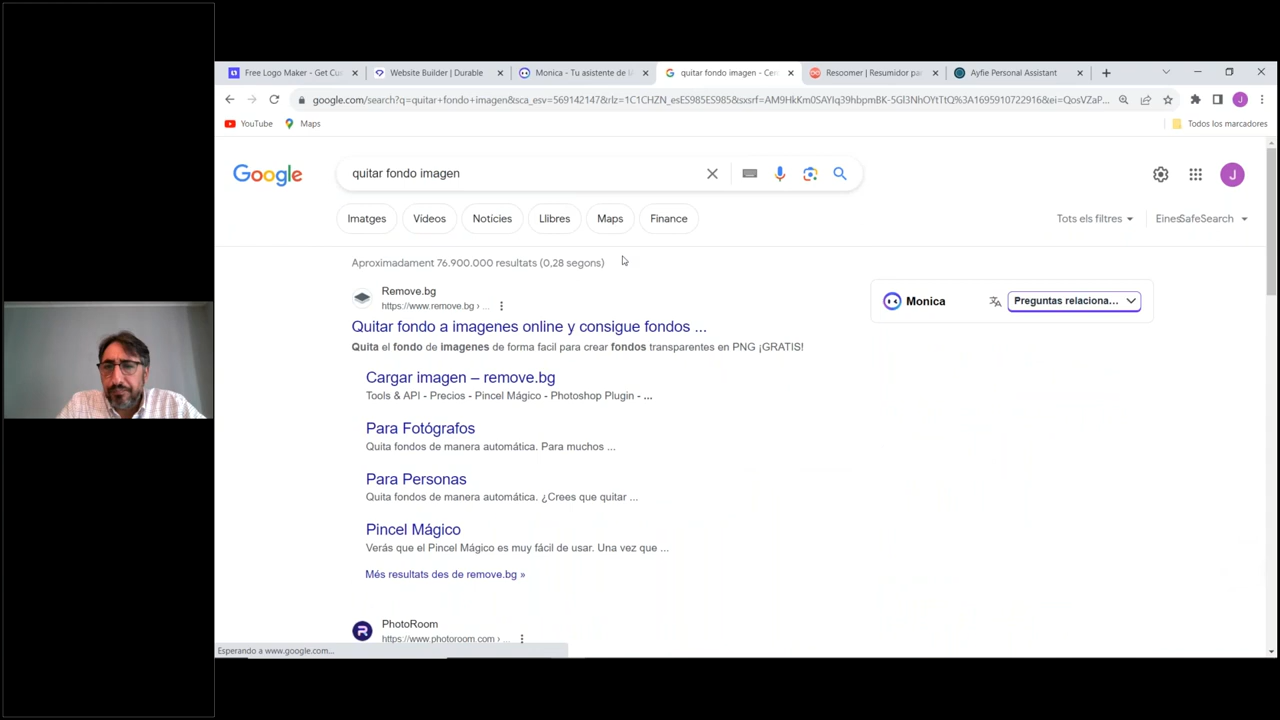 Free Logo Maker - Get Cu
Website Builder | Durable
Monica - Tu asistente de
quitar fondo imagen - Cer
Resoomer | Resumidor pa
Ayfie Personal Assistant
google.com/search?q=quitar+fondo+imagen&sca_esv=569142147&rlz=1C1CHZN_esES985ES985&sxsrf=AM9HkKm0SAYIq39hbpmBK-5Gl3NhOYtTtQ%3A1695910722916&ei=QosVZaP...
J
YouTube
Maps
Todos los marcadores
Google
quitar fondo imagen
J
Imatges
Vídeos
Notícies
Llibres
Maps
Finance
Tots els filtres
Eines
SafeSearch
Aproximadament 76.900.000 resultats (0,28 segons)
Remove.bg
https://www.remove.bg › ...
Monica
Preguntas relaciona...
Quitar fondo a imagenes online y consigue fondos ...
Quita el fondo de imagenes de forma facil para crear fondos transparentes en PNG ¡GRATIS!
Cargar imagen – remove.bg
Tools & API - Precios - Pincel Mágico - Photoshop Plugin - ...
Para Fotógrafos
Quita fondos de manera automática. Para muchos ...
Para Personas
Quita fondos de manera automática. ¿Crees que quitar ...
Pincel Mágico
Verás que el Pincel Mágico es muy fácil de usar. Una vez que ...
Més resultats des de remove.bg »
PhotoRoom
https://www.photoroom.com › ...
Esperando a www.google.com...